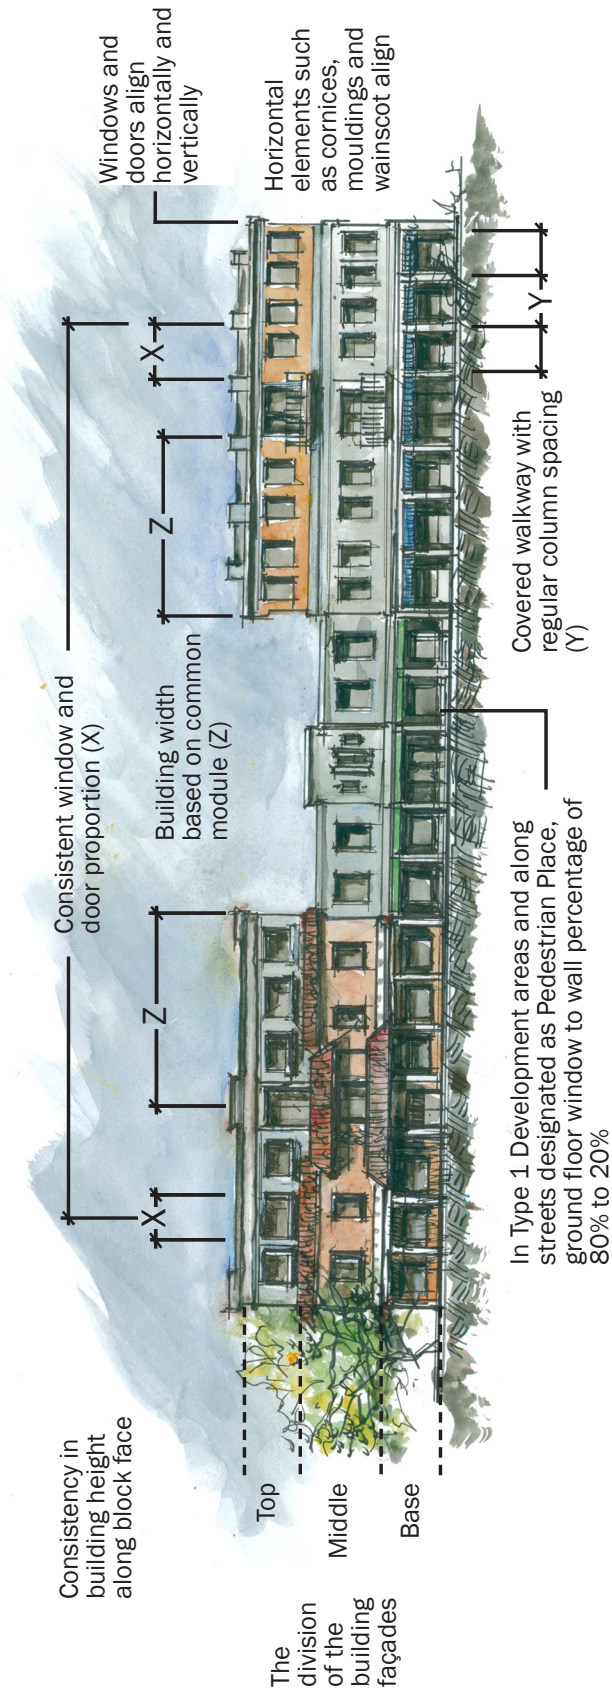 Consistency in
building height
along block face
Consistent window and
door proportion (X)
Windows and
doors align
horizontally and
vertically
X
Z
Building width
based on common
module (Z)
Z
X
Horizontal
elements such
as cornices,
mouldings and
wainscot align
The
division
of the
building
façades
Top
Middle
Base
In Type 1 Development areas and along
streets designated as Pedestrian Place,
ground floor window to wall percentage of
80% to 20%
Covered walkway with
regular column spacing
(Y)
Y